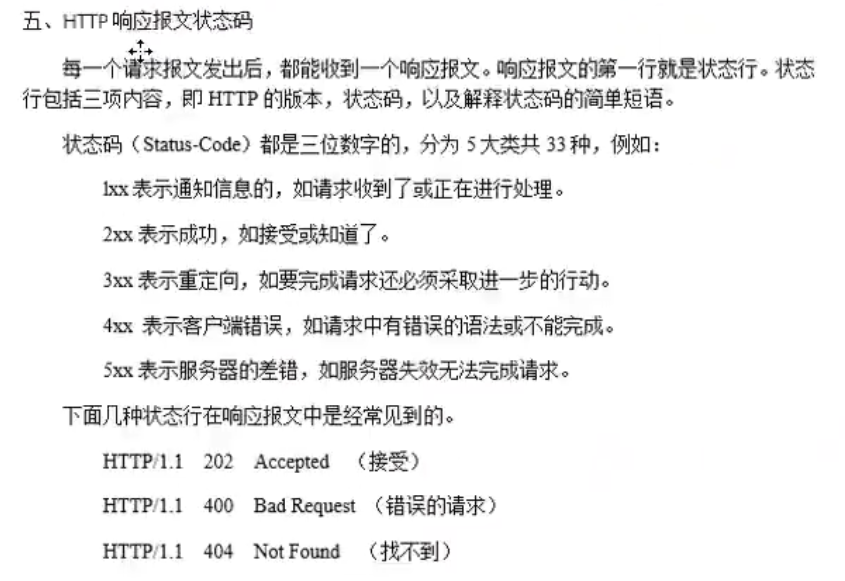 五、HTTP 响应报文状态码
每一个请求报文发出后，都能收到一个响应报文。响应报文的第一行就是状态行。状态
行包括三项内容，即 HTTP 的版本，状态码，以及解释状态码的简单短语。
状态码（Status-Code）都是三位数字的，分为 5 大类共 33 种，例如：
1xx 表示通知信息的，如请求收到了或正在进行处理。
2xx 表示成功，如接受或知道了。
3xx 表示重定向，如要完成请求还必须采取进一步的行动。
4xx 表示客户端错误，如请求中有错误的语法或不能完成。
5xx 表示服务器的差错，如服务器失效无法完成请求。
下面几种状态行在响应报文中是经常见到的。
HTTP/1.1 202 Accepted （接受）
HTTP/1.1 400 Bad Request （错误的请求）
HTTP/1.1 404 Not Found （找不到）